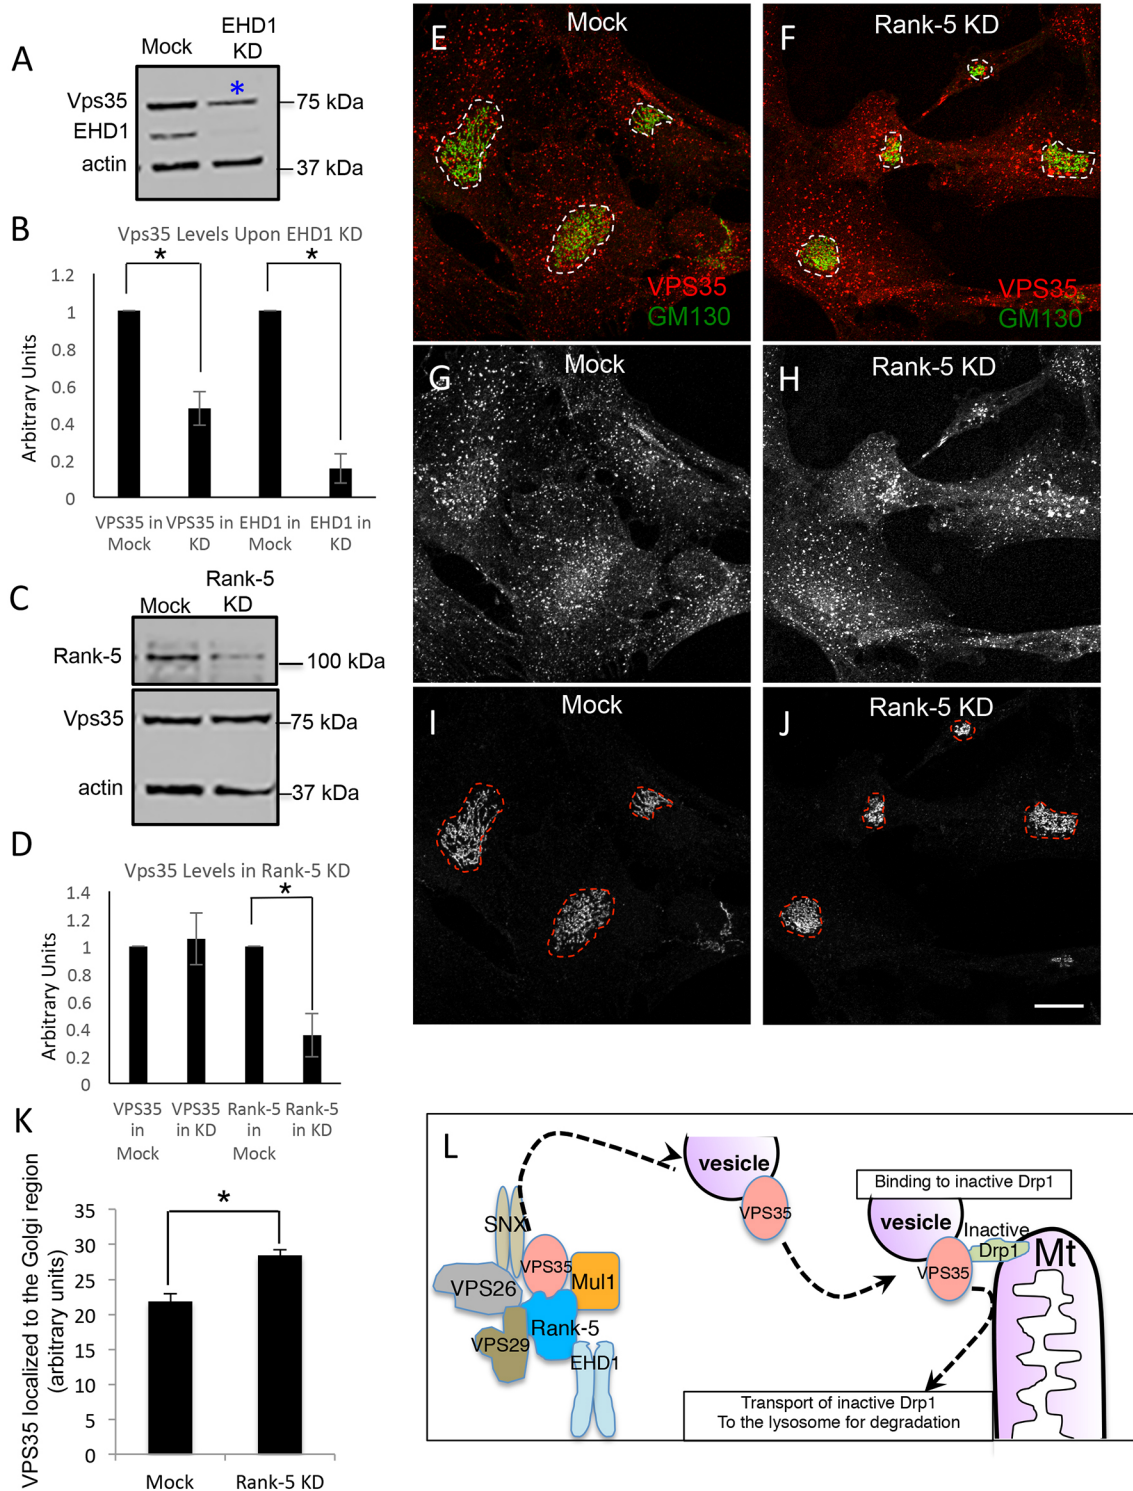 A
Mock
EHD1
KD
*
Vps35
EHD1
actin
75 kDa
37 kDa
B
Vps35 Levels Upon EHD1 KD
*
*
Arbitrary Units
1.2
1
0.8
0.6
0.4
0.2
0
VPS35 in
Mock
VPS35 in
KD
EHD1 in
Mock
EHD1 in
KD
C
Mock
Rank-5
KD
Rank-5
100 kDa
Vps35
75 kDa
actin
37 kDa
D
Vps35 Levels in Rank-5 KD
*
Arbitrary Units
1.4
1.2
1
0.8
0.6
0.4
0.2
0
VPS35
in
Mock
VPS35
in KD
Rank-5
in
Mock
Rank-5
in KD
E
Mock
VPS35
GM130
F
Rank-5 KD
VPS35
GM130
G
Mock
H
Rank-5 KD
I
Mock
J
Rank-5 KD
K
VPS35 localized to the Golgi region
(arbitrary units)
*
35
30
25
20
15
10
5
0
Mock
Rank-5 KD
L
SNX
VPS35
VPS26
Mul1
Rank-5
VPS29
EHD1
vesicle
VPS35
Binding to inactive Drp1
vesicle
VPS35
Inactive
Drp1
Mt
Transport of inactive Drp1
To the lysosome for degradation